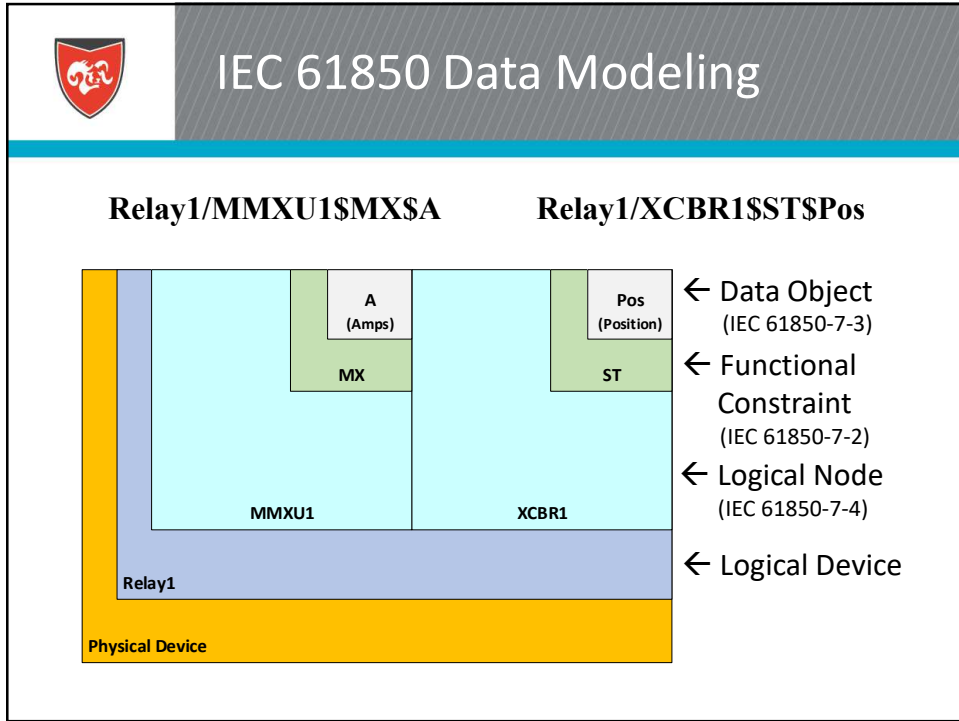 IEC 61850 Data Modeling
Relay1/MMXU1$MX$A
Relay1/XCBR1$ST$Pos
A
(Amps)
MX
MMXU1
Pos
(Position)
ST
XCBR1
Relay1
Physical Device
← Data Object
(IEC 61850-7-3)
← Functional
Constraint
(IEC 61850-7-2)
← Logical Node
(IEC 61850-7-4)
← Logical Device